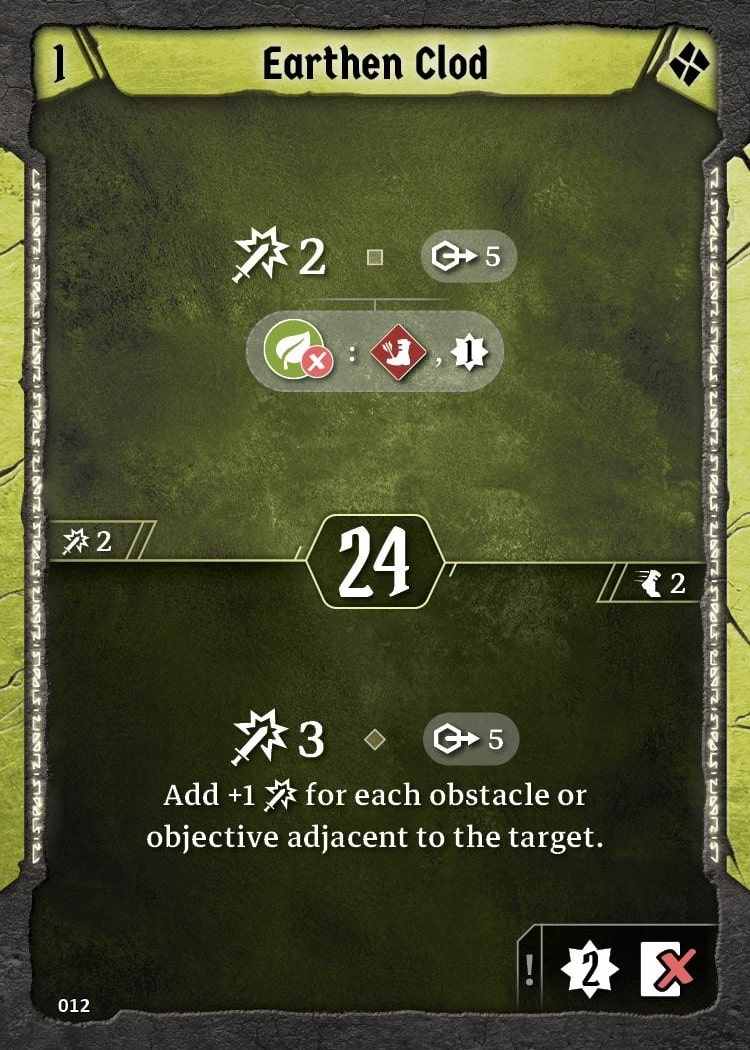 1
Earthen Clod
2 5
: , 1
2
24
2
3 5
Add +1 for each obstacle or
objective adjacent to the target.
! 2
012